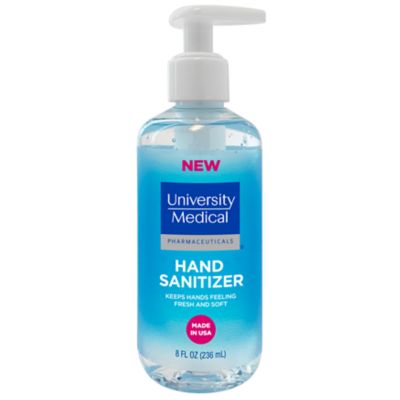 NEW
University
Medical
PHARMACEUTICALS
HAND
SANITIZER
KEEPS HANDS FEELING
FRESH AND SOFT
MADE
IN USA
8 FL OZ (236 mL)